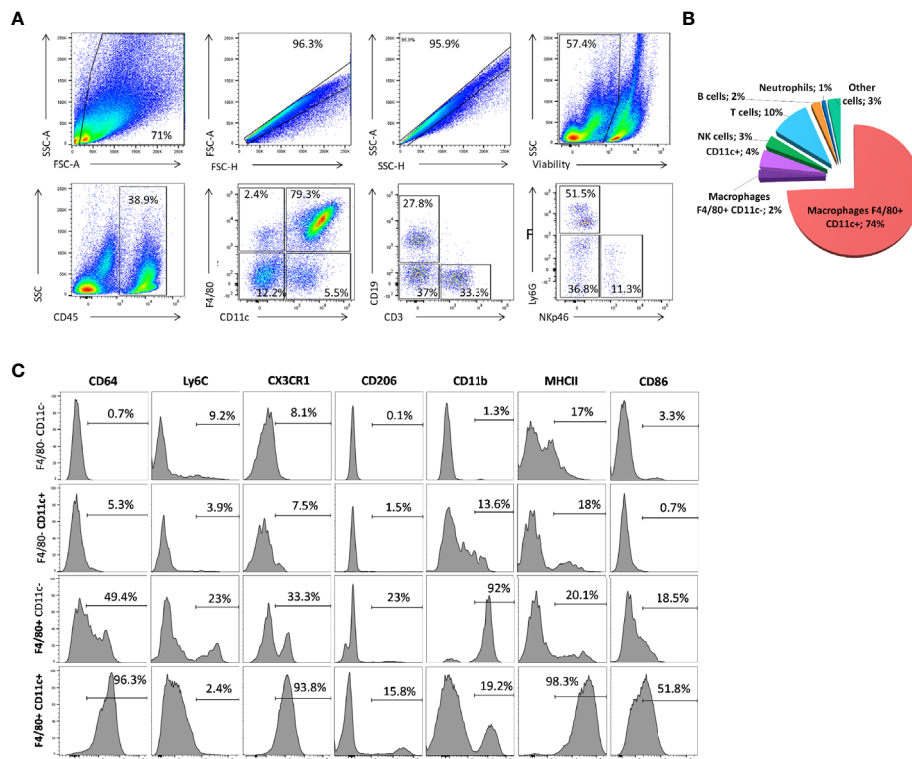 A
B
SSC-A
71%
FSC-A
FSC-A
96.3%
FSC-H
SSC-A
95.9%
SSC-H
SSC
57.4%
Viability
SSC
38.9%
CD45
F4/80
2.4%
79.3%
12.2%
5.5%
CD11c
CD19
27.8%
37%
33.3%
CD3
F
Ly6G
51.5%
36.8%
11.3%
NKp46
Neutrophils; 1%
Other
cells; 3%
B cells; 2%
T cells; 10%
NK cells; 3%
CD11c+; 4%
Macrophages
F4/80+ CD11c-; 2%
Macrophages F4/80+
CD11c+; 74%
C
CD64 Ly6C CX3CR1 CD206 CD11b MHCII CD86
F4/80- CD11c-
0.7% 9.2% 8.1% 0.1% 1.3% 17% 3.3%
F4/80- CD11c+
5.3% 3.9% 7.5% 1.5% 13.6% 18% 0.7%
F4/80+ CD11c-
49.4% 23% 33.3% 23% 92% 20.1% 18.5%
F4/80+ CD11c+
96.3% 2.4% 93.8% 15.8% 19.2% 98.3% 51.8%